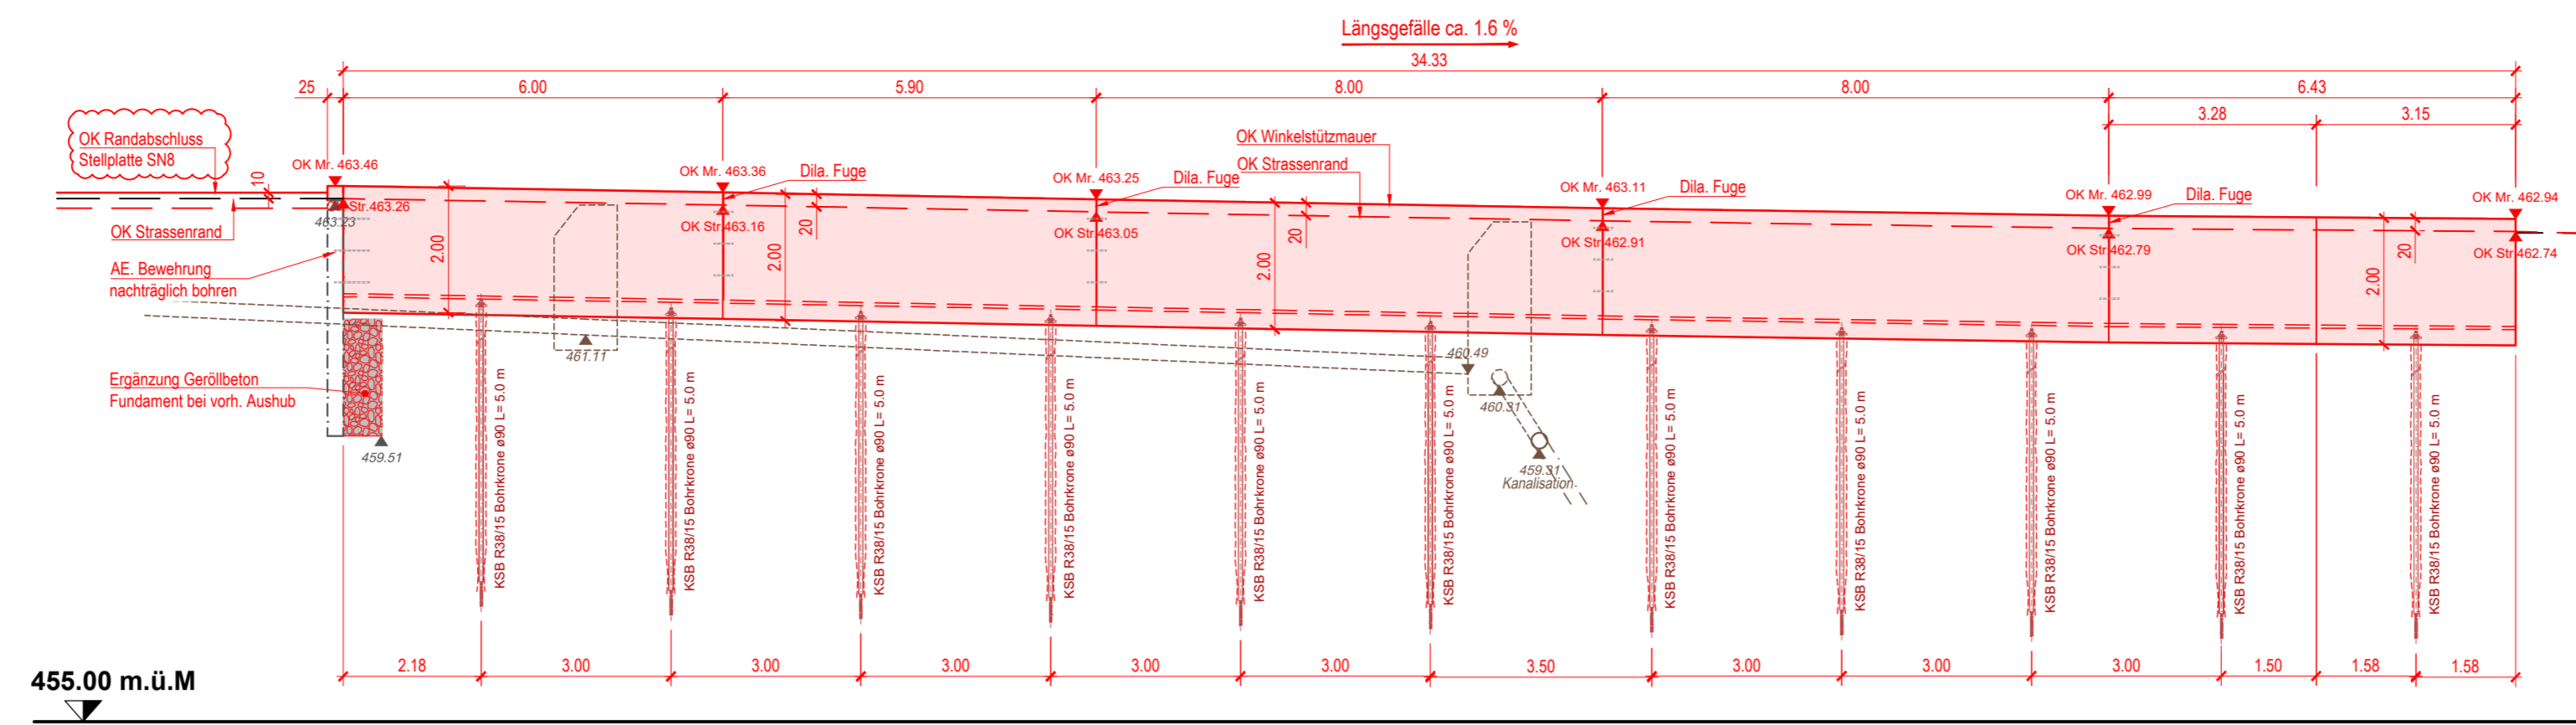 Längsgefälle ca. 1.6 %
34.33
25
6.00
5.90
8.00
8.00
6.43
3.28
3.15
OK Randabschluss
Stellplatte SN8
OK Mr. 463.46
OK Mr. 463.36
Dila. Fuge
OK Mr. 463.25
Dila. Fuge
OK Winkelstützmauer
OK Strassenrand
OK Mr. 463.11
Dila. Fuge
OK Mr. 462.99
Dila. Fuge
OK Mr. 462.94
10
Str.463.26
463.23
OK Str.463.16
20
OK Str.463.05
20
OK Str.462.91
OK Str.462.79
20
OK Str.462.74
OK Strassenrand
2.00
2.00
2.00
2.00
AE. Bewehrung
nachträglich bohren
461.11
460.49
460.31
459.31
Kanalisation
Ergänzung Geröllbeton
Fundament bei vorh. Aushub
459.51
KSB R38/15 Bohrkrone ø90 L= 5.0 m
KSB R38/15 Bohrkrone ø90 L= 5.0 m
KSB R38/15 Bohrkrone ø90 L= 5.0 m
KSB R38/15 Bohrkrone ø90 L= 5.0 m
KSB R38/15 Bohrkrone ø90 L= 5.0 m
KSB R38/15 Bohrkrone ø90 L= 5.0 m
KSB R38/15 Bohrkrone ø90 L= 5.0 m
KSB R38/15 Bohrkrone ø90 L= 5.0 m
KSB R38/15 Bohrkrone ø90 L= 5.0 m
KSB R38/15 Bohrkrone ø90 L= 5.0 m
KSB R38/15 Bohrkrone ø90 L= 5.0 m
2.18
3.00
3.00
3.00
3.00
3.00
3.50
3.00
3.00
3.00
1.50
1.58
1.58
455.00 m.ü.M